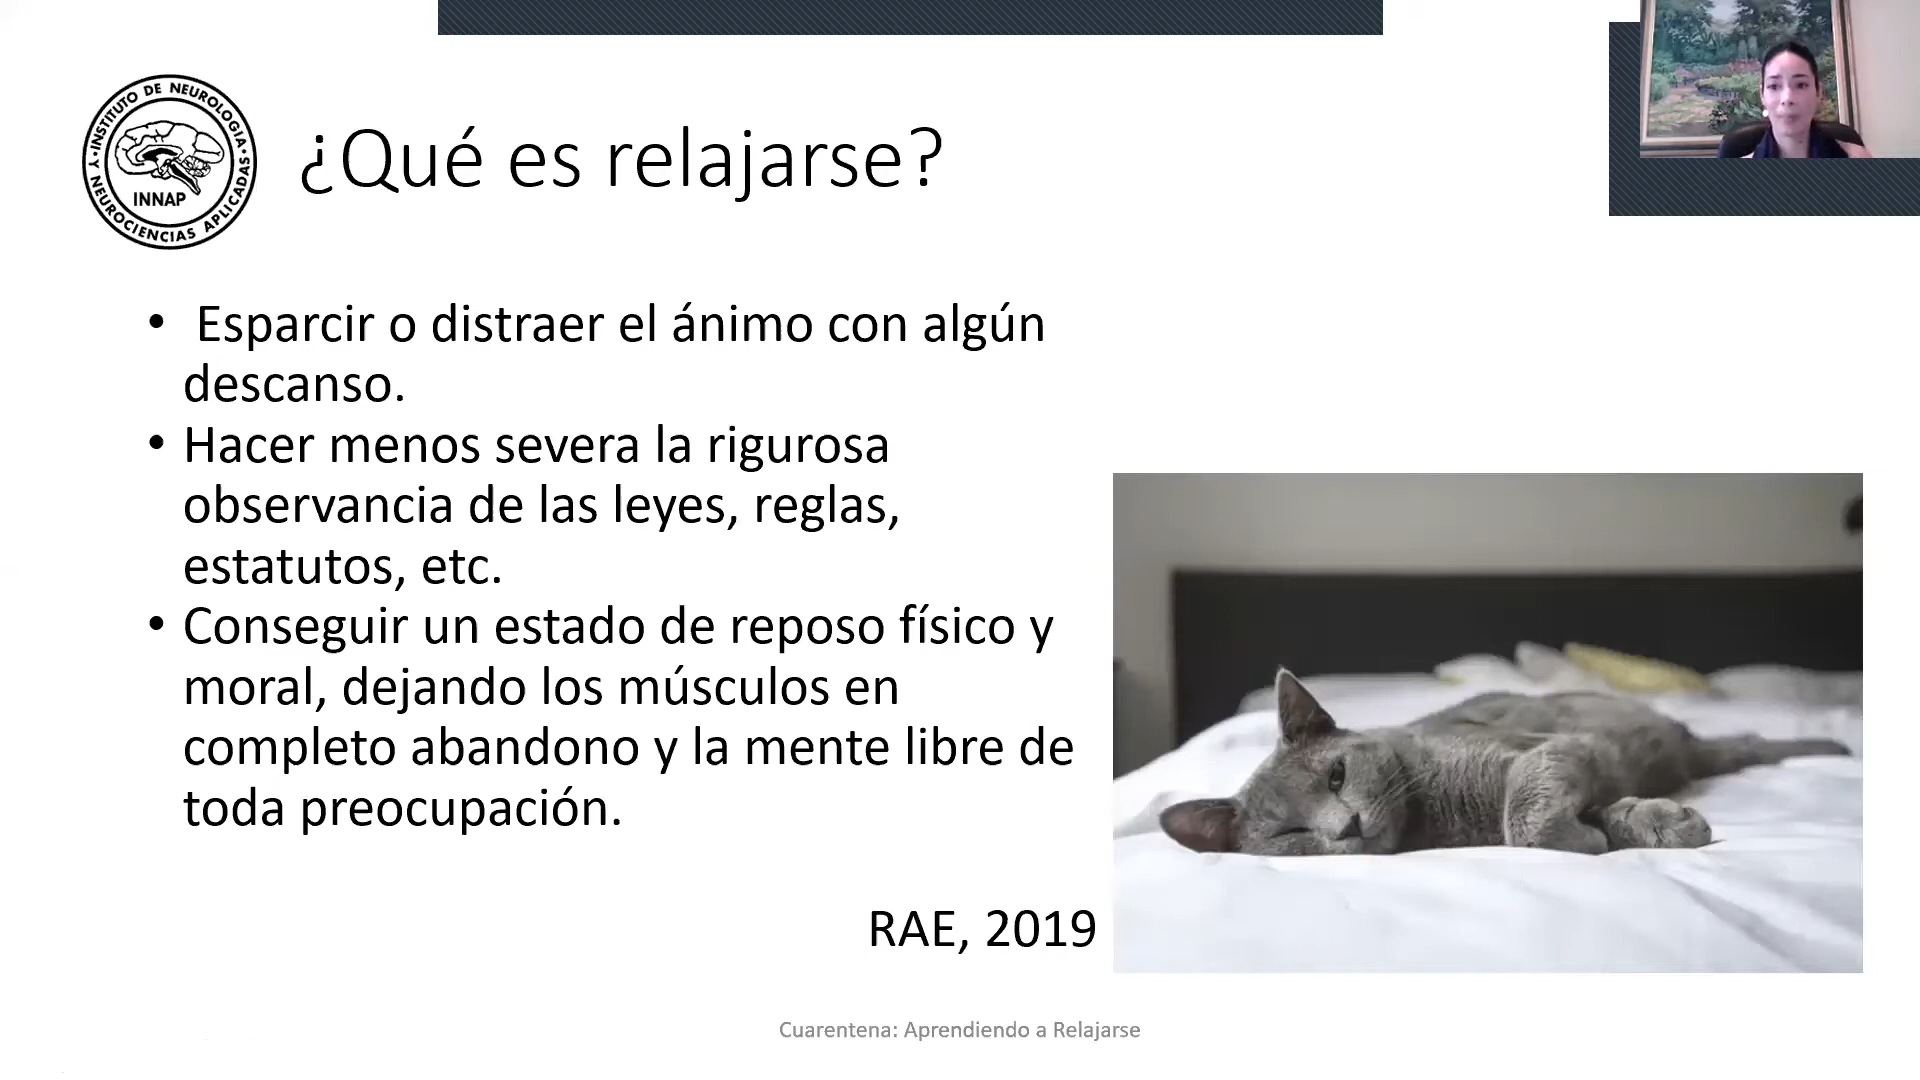 INSTITUTO DE NEUROLOGIA
Y NEUROCIENCIAS APLICADAS
INNAP
¿Qué es relajarse?
• Esparcir o distraer el ánimo con algún
descanso.
• Hacer menos severa la rigurosa
observancia de las leyes, reglas,
estatutos, etc.
• Conseguir un estado de reposo físico y
moral, dejando los músculos en
completo abandono y la mente libre de
toda preocupación.
RAE, 2019
Cuarentena: Aprendiendo a Relajarse